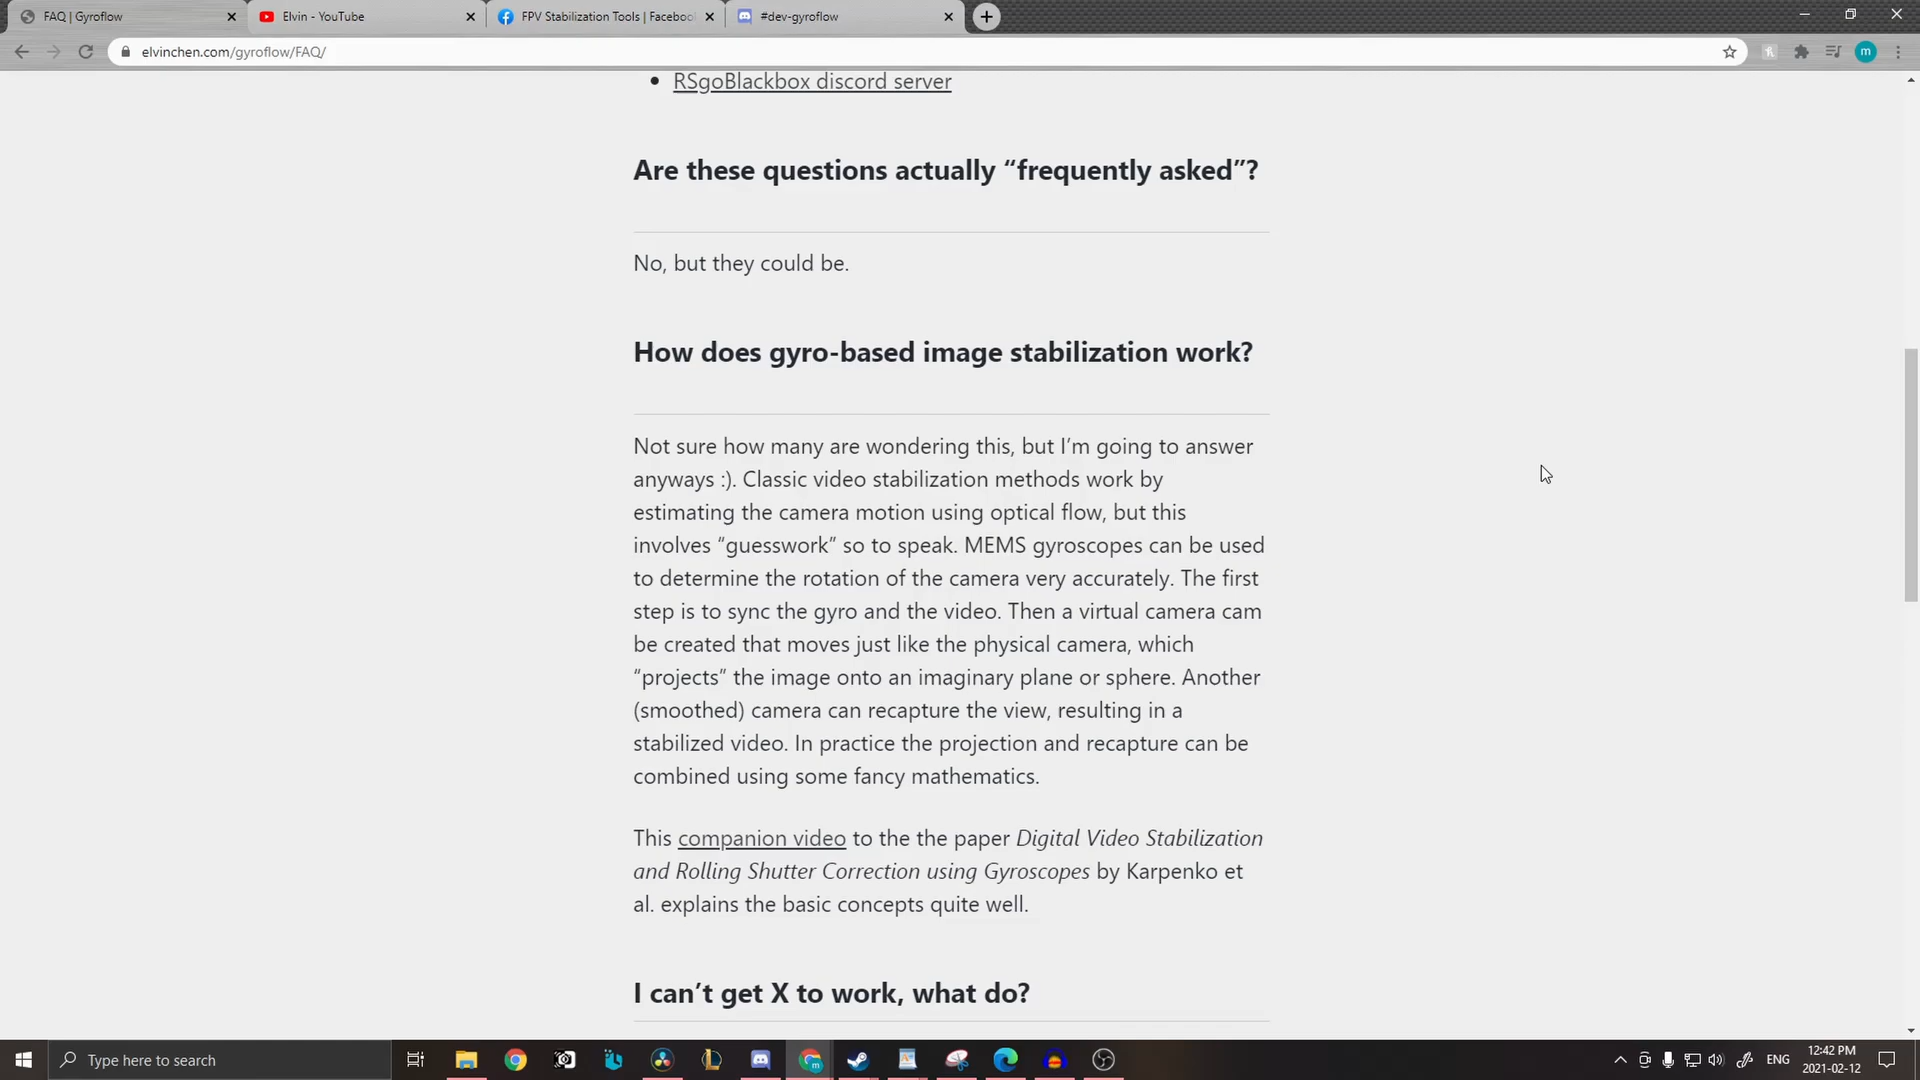 FAQ | Gyroflow
Elvin - YouTube
FPV Stabilization Tools | Faceboo
#dev-gyroflow
elvinchen.com/gyroflow/FAQ/
m
RSgoBlackbox discord server
Are these questions actually “frequently asked”?
No, but they could be.
How does gyro-based image stabilization work?
Not sure how many are wondering this, but I’m going to answer
anyways :). Classic video stabilization methods work by
estimating the camera motion using optical flow, but this
involves “guesswork” so to speak. MEMS gyroscopes can be used
to determine the rotation of the camera very accurately. The first
step is to sync the gyro and the video. Then a virtual camera cam
be created that moves just like the physical camera, which
“projects” the image onto an imaginary plane or sphere. Another
(smoothed) camera can recapture the view, resulting in a
stabilized video. In practice the projection and recapture can be
combined using some fancy mathematics.
This companion video to the the paper Digital Video Stabilization
and Rolling Shutter Correction using Gyroscopes by Karpenko et
al. explains the basic concepts quite well.
I can’t get X to work, what do?
Type here to search
ENG
12:42 PM
2021-02-12